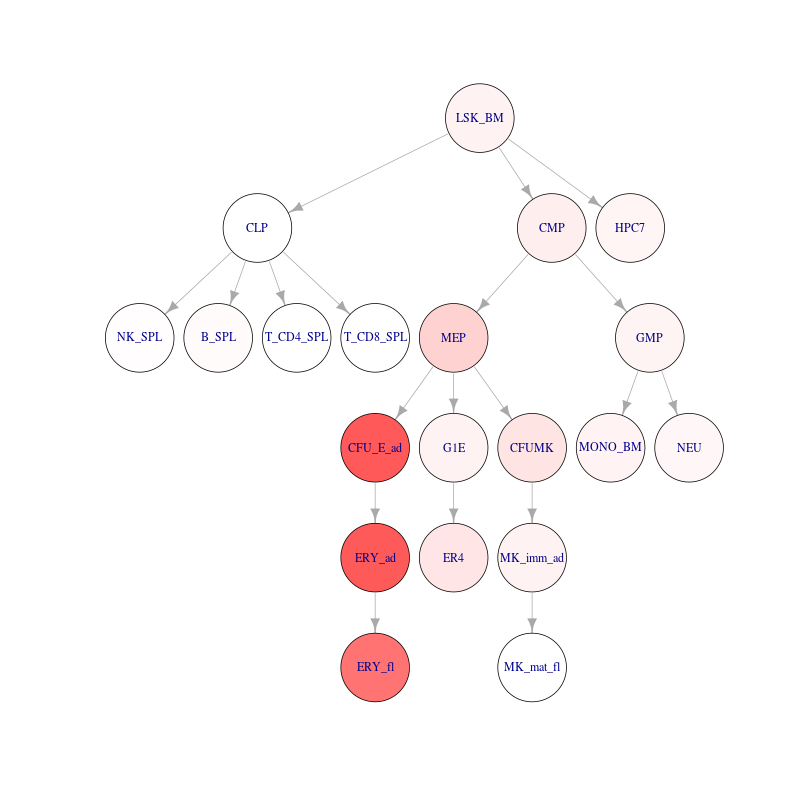 LSK_BM
CLP
CMP
HPC7
NK_SPL
B_SPL
T_CD4_SPL
T_CD8_SPL
MEP
GMP
CFU_E_ad
G1E
CFUMK
MONO_BM
NEU
ERY_ad
ER4
MK_imm_ad
ERY_fl
MK_mat_fl